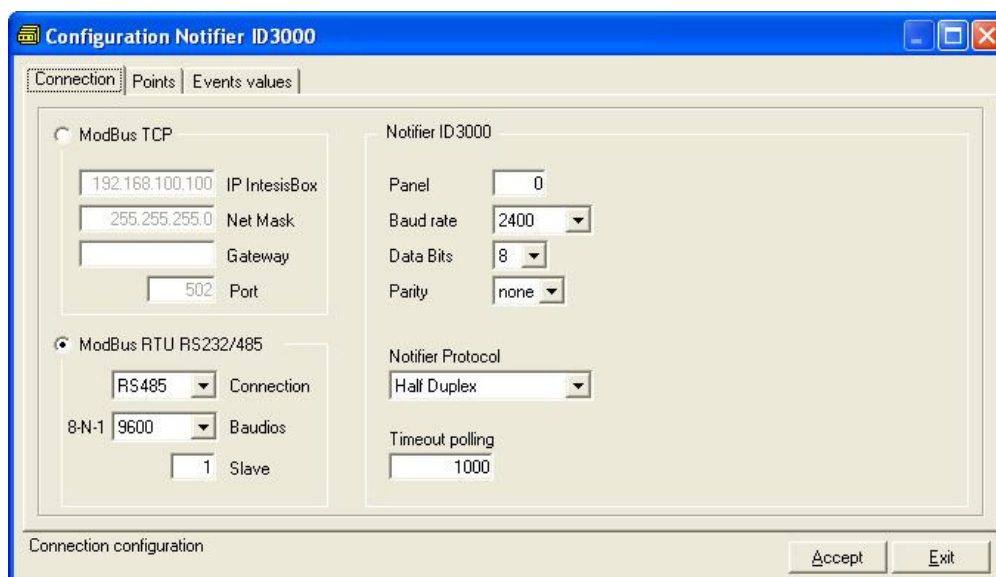 Configuration Notifier ID3000
Connection Points Events values
ModBus TCP
192.168.100.100 IP IntesisBox
255.255.255.0 Net Mask
Gateway
502 Port
ModBus RTU RS232/485
RS485 Connection
8-N-1 9600 Baudios
1 Slave
Notifier ID3000
Panel 0
Baud rate 2400
Data Bits 8
Parity none
Notifier Protocol
Half Duplex
Timeout polling
1000
Connection configuration
Accept Exit